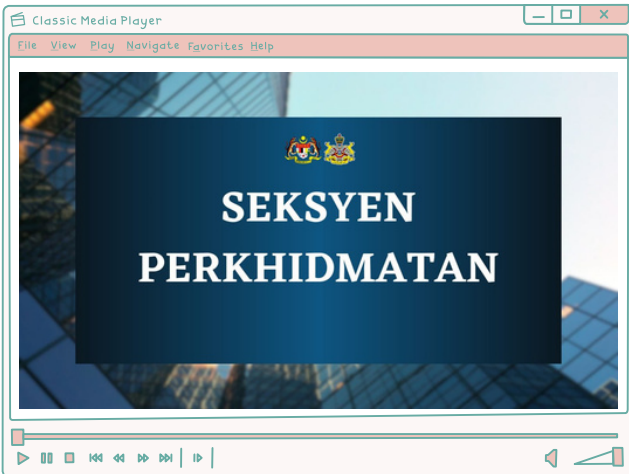 Classic Media Player
File View Play Navigate Favorites Help
SEKSYEN
PERKHIDMATAN